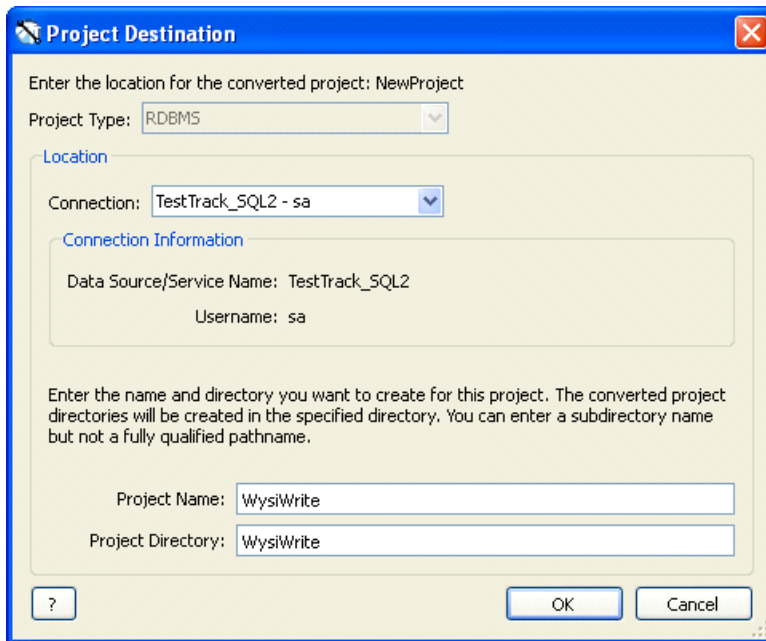 Project Destination
Enter the location for the converted project: NewProject
Project Type: RDBMS
Location
Connection: TestTrack_SQL2 - sa
Connection Information
Data Source/Service Name: TestTrack_SQL2
Username: sa
Enter the name and directory you want to create for this project. The converted project
directories will be created in the specified directory. You can enter a subdirectory name
but not a fully qualified pathname.
Project Name: WysiWrite
Project Directory: WysiWrite
? OK Cancel